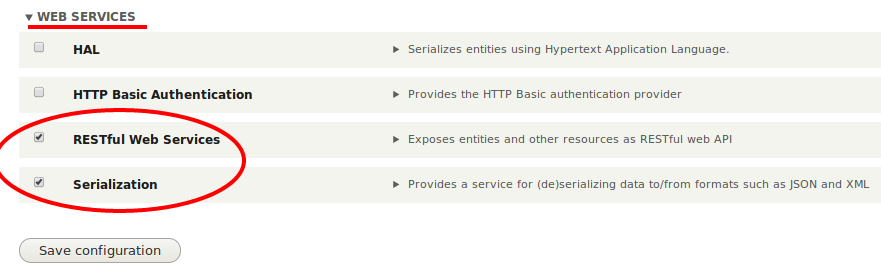 WEB SERVICES
HAL Serializes entities using Hypertext Application Language.
HTTP Basic Authentication Provides the HTTP Basic authentication provider
RESTful Web Services Exposes entities and other resources as RESTful web API
Serialization Provides a service for (de)serializing data to/from formats such as JSON and XML
Save configuration